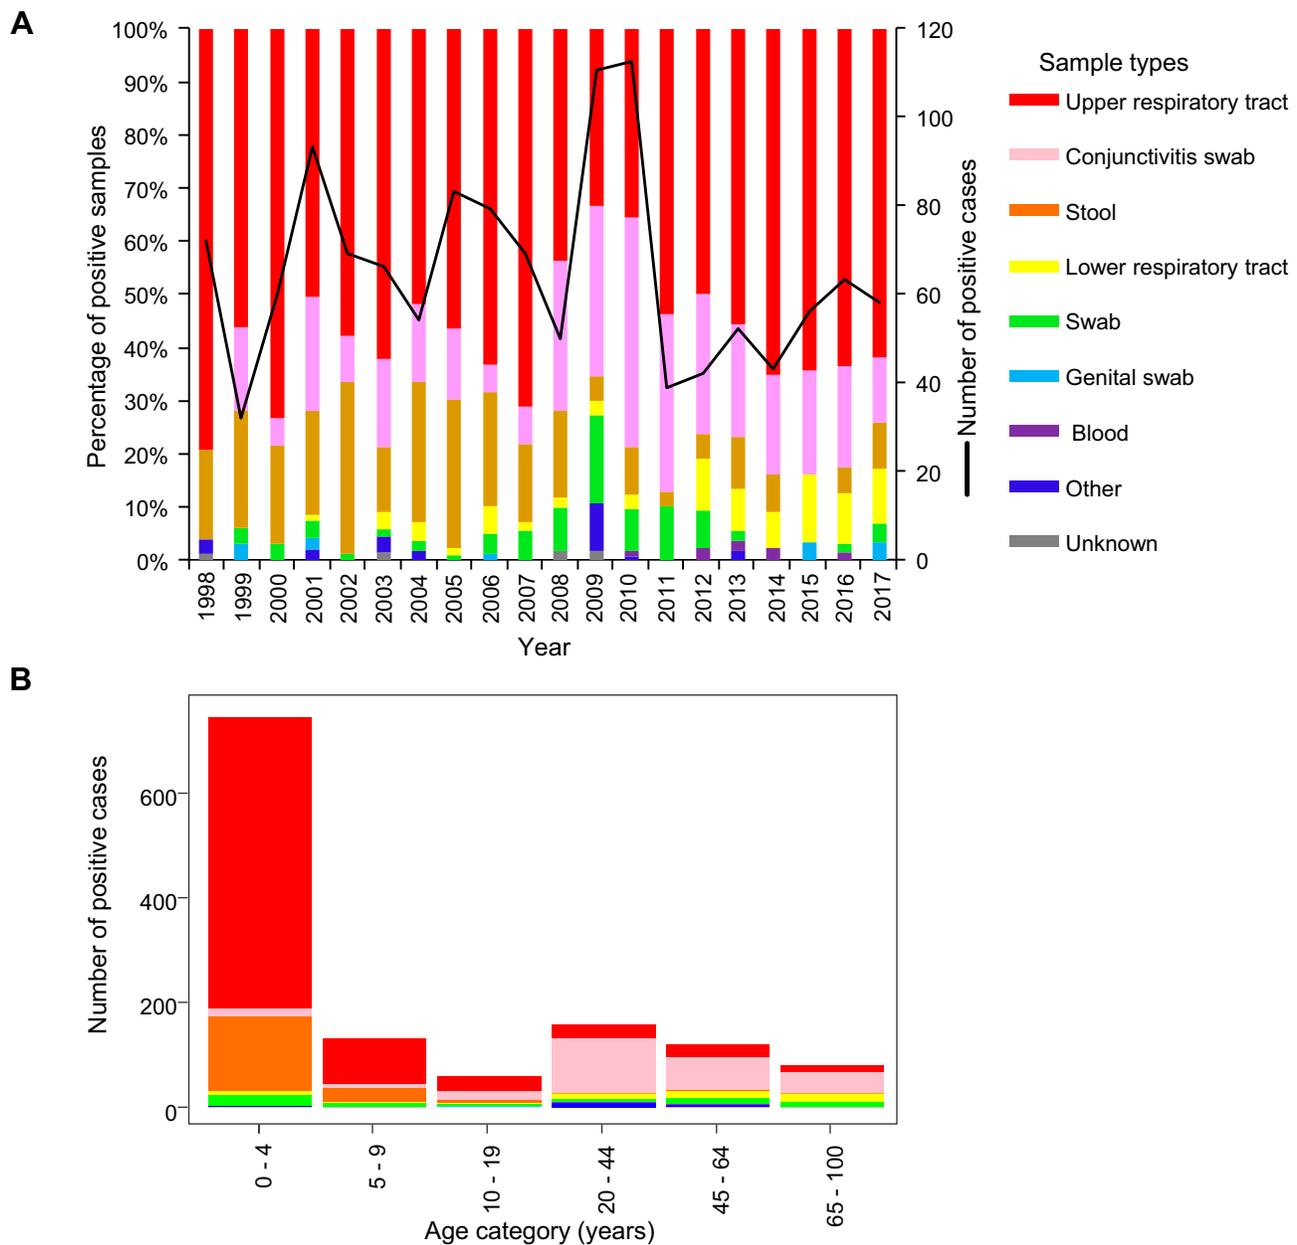 A
100%
90%
80%
70%
60%
50%
40%
30%
20%
10%
0%
Percentage of positive samples
120
100
80
60
40
20
0
Number of positive cases
1998
1999
2000
2001
2002
2003
2004
2005
2006
2007
2008
2009
2010
2011
2012
2013
2014
2015
2016
2017
Year
Sample types
Upper respiratory tract
Conjunctivitis swab
Stool
Lower respiratory tract
Swab
Genital swab
Blood
Other
Unknown
B
Number of positive cases
600
400
200
0
0 - 4
5 - 9
10 - 19
20 - 44
45 - 64
65 - 100
Age category (years)